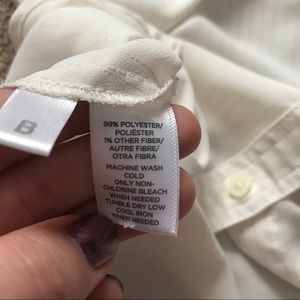 B
99% POLYESTER/
POLIÉSTER
1% OTHER FIBER/
AUTRE FIBRE/
OTRA FIBRA
MACHINE WASH
COLD
ONLY NON-
CHLORINE BLEACH
WHEN NEEDED
TUMBLE DRY LOW
COOL IRON
WHEN NEEDED